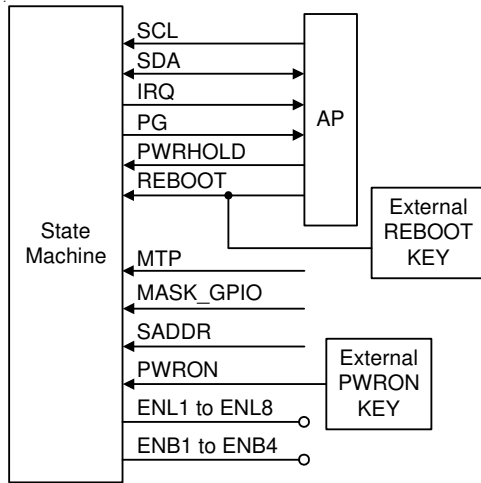 SCL
SDA
IRQ
PG
PWRHOLD
REBOOT
AP
External
REBOOT
KEY
State
Machine
MTP
MASK_GPIO
SADDR
PWRON
External
PWRON
KEY
ENL1 to ENL8
ENB1 to ENB4